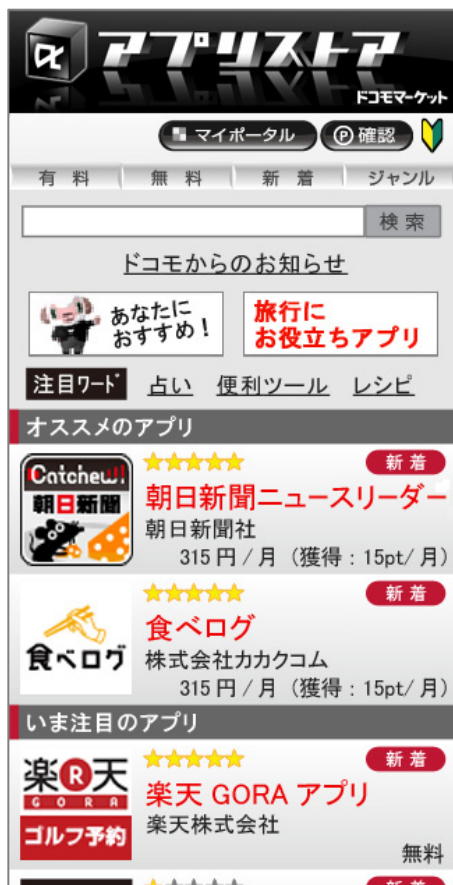 アプリストア
ドコモマーケット
マイポータル
P 確認
有料 無料 新着 ジャンル
検索
ドコモからのお知らせ
あなたに
おすすめ！
旅行に
お役立ちアプリ
注目ワード 占い 便利ツール レシピ
オススメのアプリ
Catchew!
朝日新聞
新着
朝日新聞ニュースリーダー
朝日新聞社
315円/月（獲得：15pt/月）
食べログ
新着
食べログ
株式会社カカクコム
315円/月（獲得：15pt/月）
いま注目のアプリ
楽R天
GORA
ゴルフ予約
新着
楽天 GORA アプリ
楽天株式会社
無料
新着